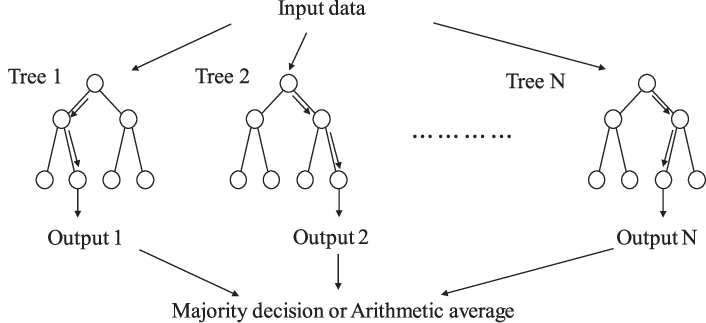 Input data
Tree 1
Tree 2
Tree N
… … … …
Output 1
Output 2
Output N
Majority decision or Arithmetic average